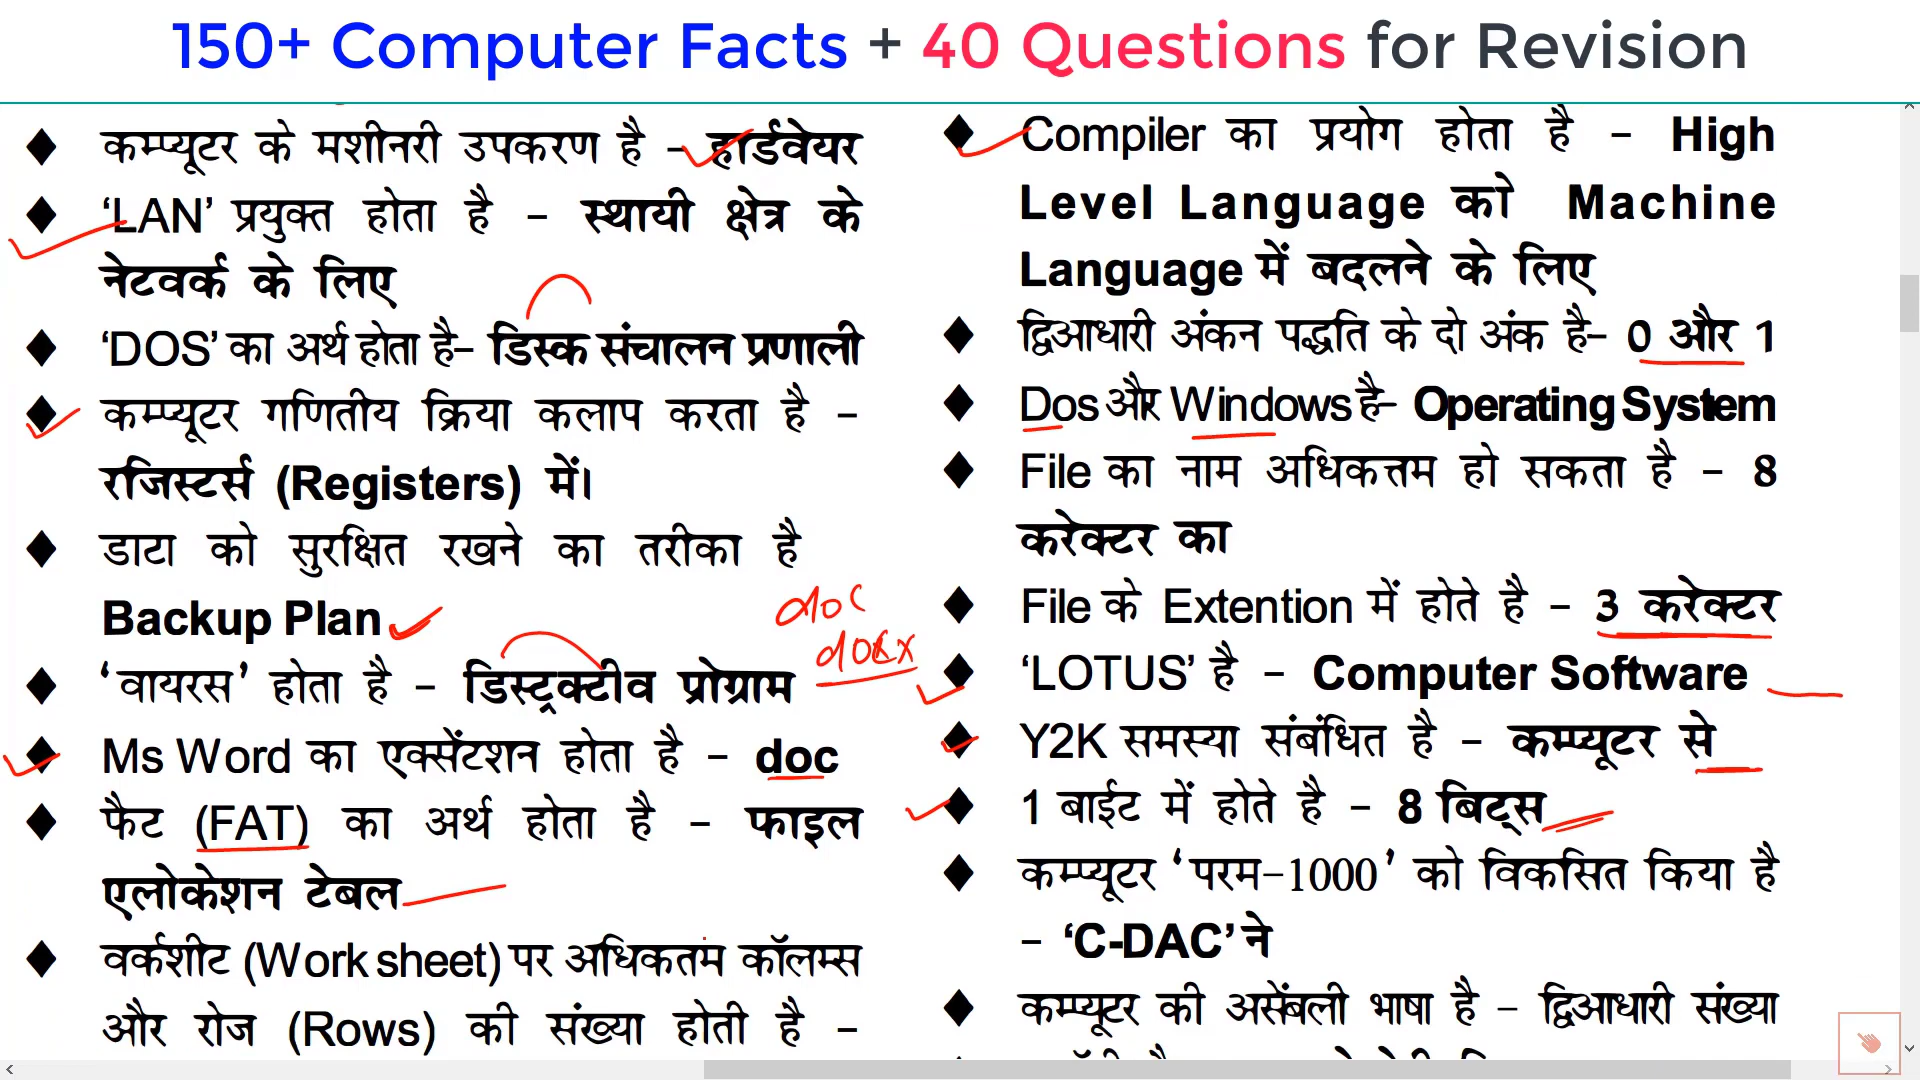 150+ Computer Facts + 40 Questions for Revision
♦ कम्प्यूटर के मशीनरी उपकरण है - हार्डवेयर
♦ ‘LAN’ प्रयुक्त होता है - स्थायी क्षेत्र के
नेटवर्क के लिए
♦ ‘DOS’ का अर्थ होता है- डिस्क संचालन प्रणाली
♦ कम्प्यूटर गणितीय क्रिया कलाप करता है -
रजिस्टर्स (Registers) में।
♦ डाटा को सुरक्षित रखने का तरीका है
Backup Plan
doc
docx
♦ ‘वायरस’ होता है - डिस्ट्रक्टीव प्रोग्राम
♦ Ms Word का एक्सेंटशन होता है - doc
♦ फैट (FAT) का अर्थ होता है - फाइल
एलोकेशन टेबल
♦ वर्कशीट (Work sheet) पर अधिकतम कॉलम्स
और रोज (Rows) की संख्या होती है -
♦ Compiler का प्रयोग होता है - High
Level Language को Machine
Language में बदलने के लिए
♦ द्विआधारी अंकन पद्धति के दो अंक है- 0 और 1
♦ Dos और Windows है- Operating System
♦ File का नाम अधिकत्तम हो सकता है - 8
करेक्टर का
♦ File के Extention में होते है - 3 करेक्टर
♦ ‘LOTUS’ है - Computer Software
♦ Y2K समस्या संबंधित है - कम्प्यूटर से
♦ 1 बाईट में होते है - 8 बिट्स
♦ कम्प्यूटर ‘परम-1000’ को विकसित किया है
- ‘C-DAC’ ने
♦ कम्प्यूटर की असेंबली भाषा है - द्विआधारी संख्या